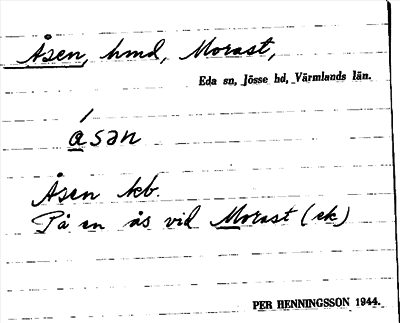 Åsen, hmd, Morast,
Eda sn, Jösse hd, Värmlands län.
ásən
Åsen kb.
På en ås vid Morast (ek)
PER HENNINGSSON 1944.